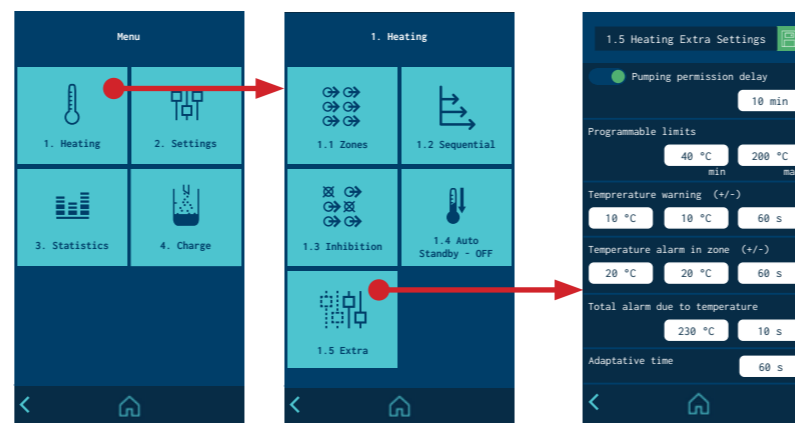 Menu
1. Heating
2. Settings
3. Statistics
4. Charge
1. Heating
1.1 Zones
1.2 Sequential
1.3 Inhibition
1.4 Auto
Standby - OFF
1.5 Extra
1.5 Heating Extra Settings
Pumping permission delay
10 min
Programmable limits
40 °C 200 °C
min ma
Temprerature warning (+/-)
10 °C 10 °C 60 s
Temperature alarm in zone (+/-)
20 °C 20 °C 60 s
Total alarm due to temperature
230 °C 10 s
Adaptative time
60 s